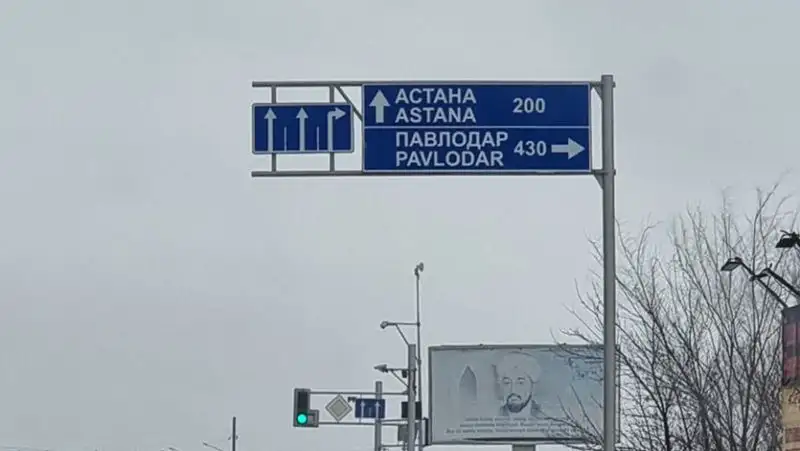 АСТАНА 200
ASTANA
ПАВЛОДАР 430
PAVLODAR